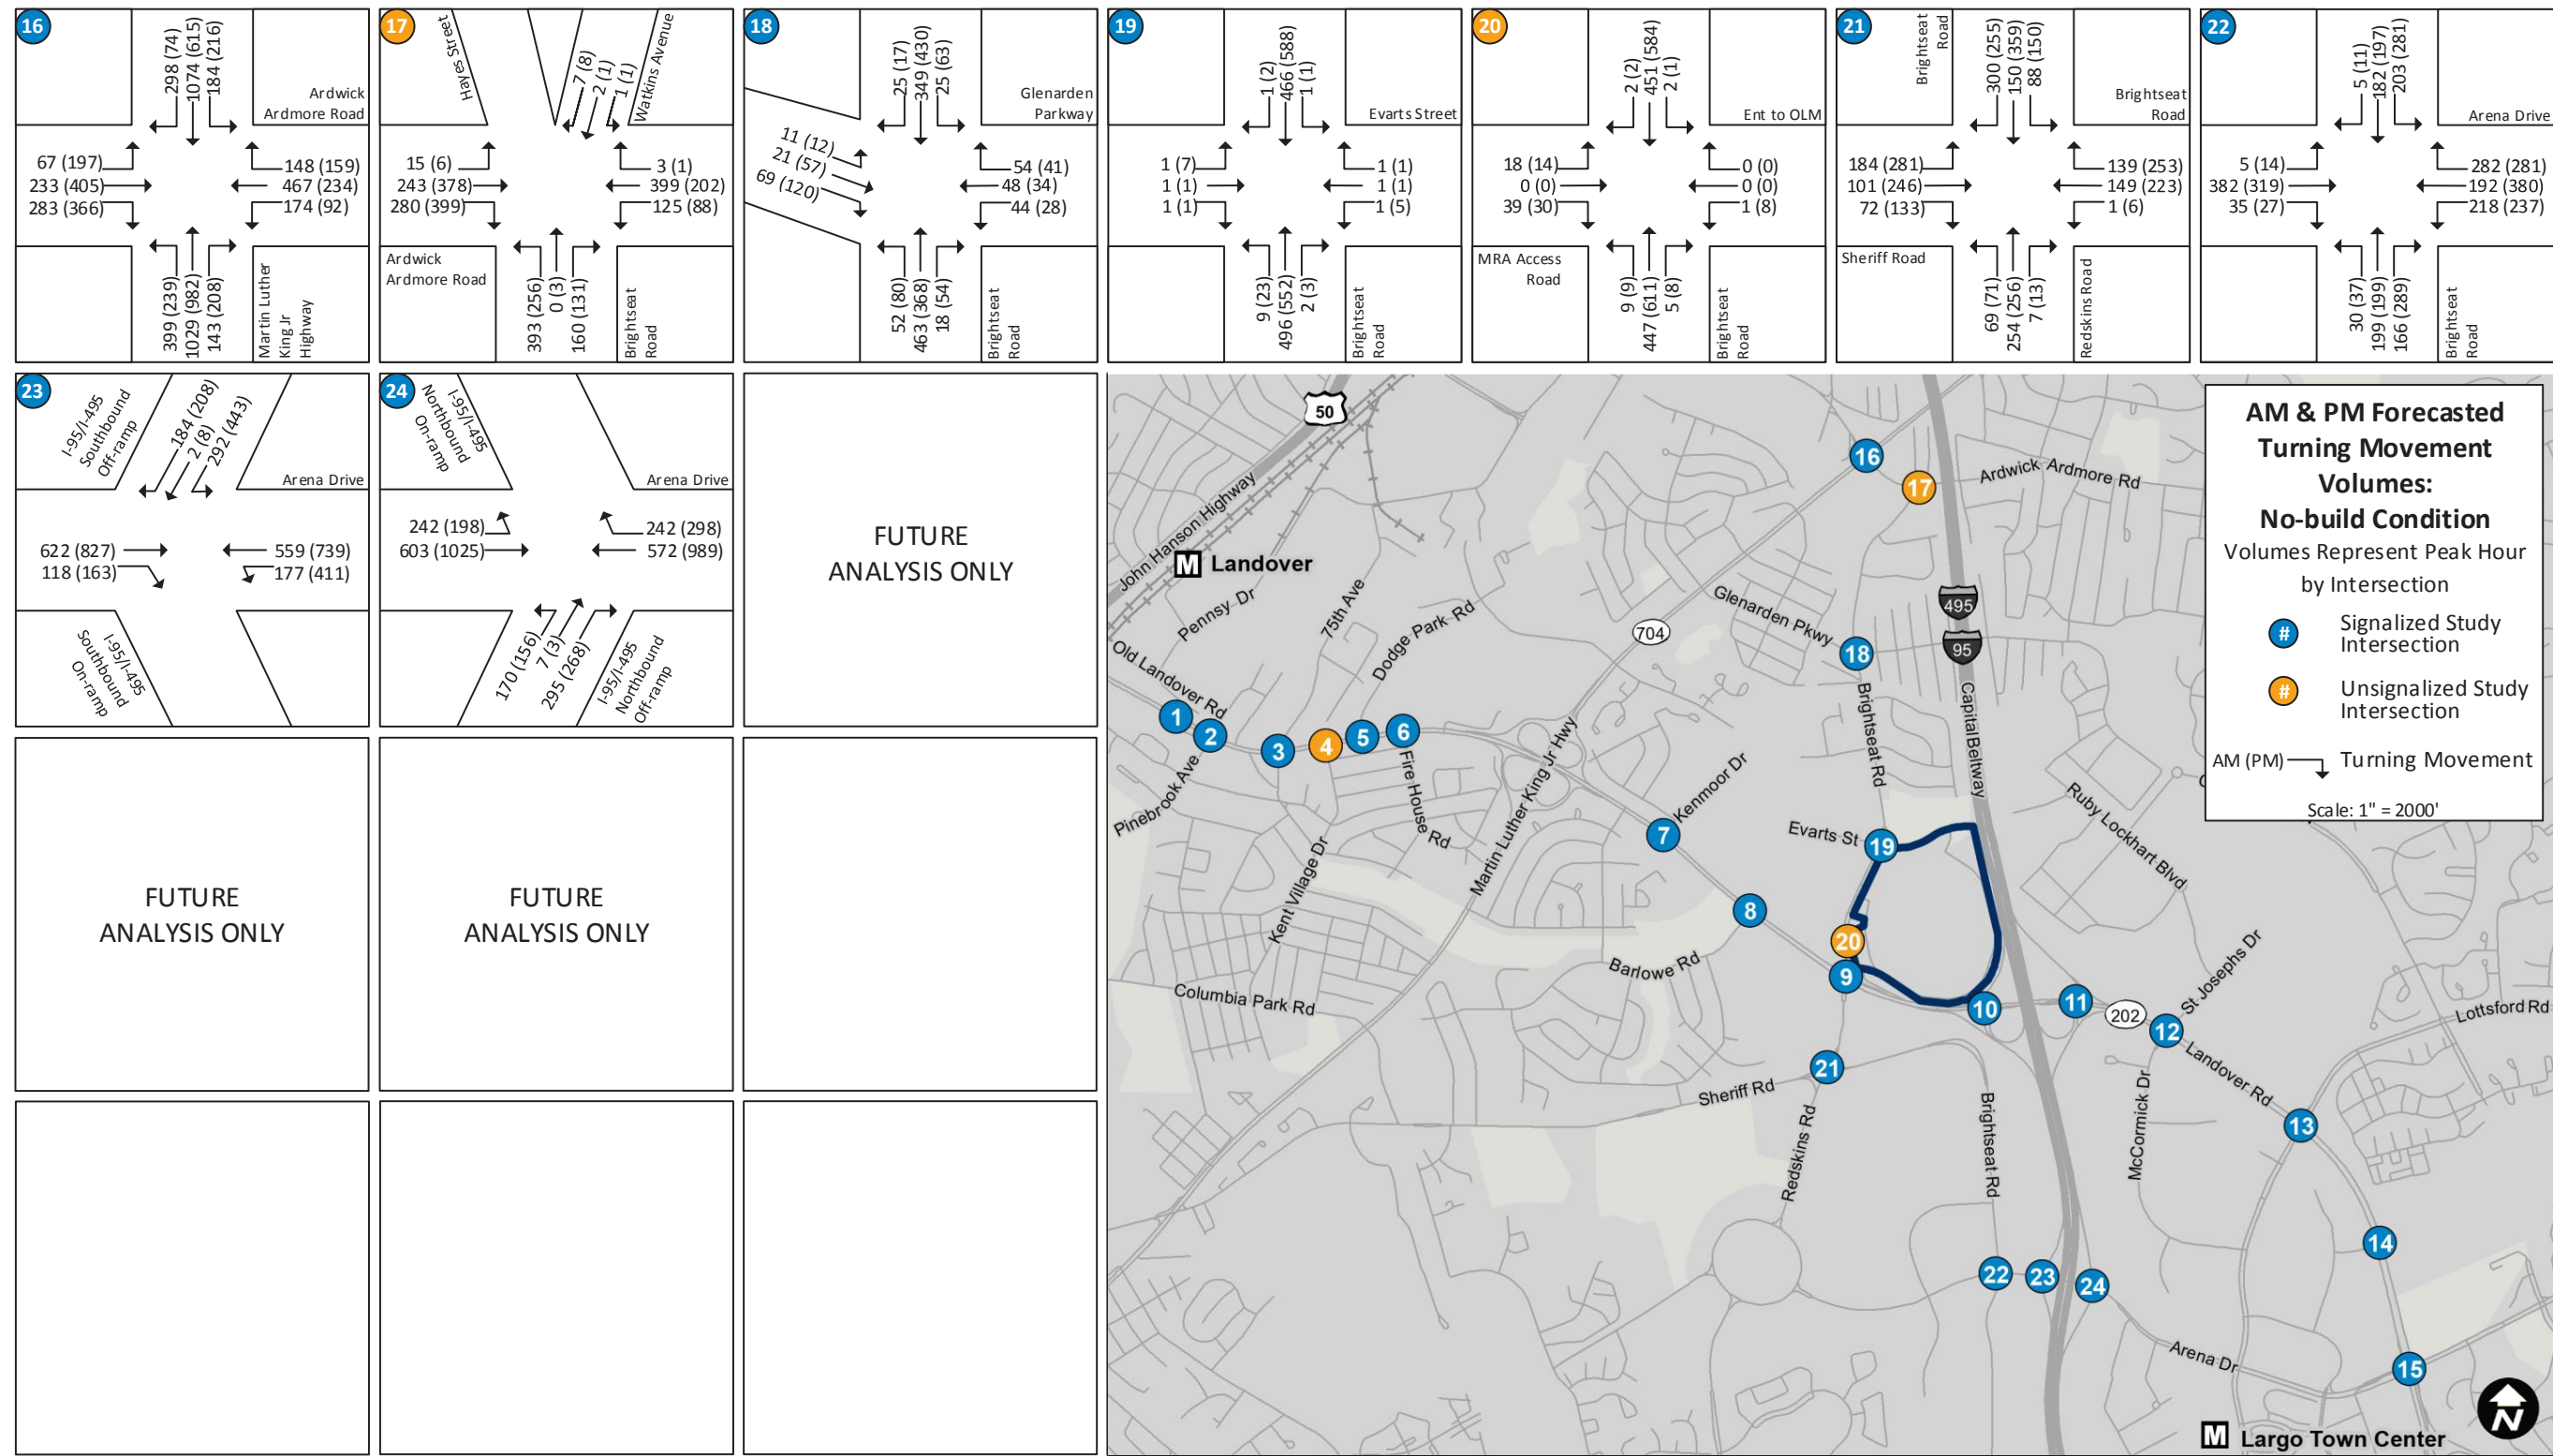 16
298 (74)
1074 (615)
184 (216)
Ardwick
Ardmore Road
67 (197)
233 (405)
283 (366)
148 (159)
467 (234)
174 (92)
399 (239)
1029 (982)
143 (208)
Martin Luther
King Jr
Highway
17
Hayes Street
7 (8)
2 (1)
1 (1)
Watkins Avenue
15 (6)
243 (378)
280 (399)
3 (1)
399 (202)
125 (88)
Ardwick
Ardmore Road
393 (256)
0 (3)
160 (131)
Brightseat
Road
18
25 (17)
349 (430)
25 (63)
Glenarden
Parkway
11 (12)
21 (57)
69 (120)
54 (41)
48 (34)
44 (28)
52 (80)
463 (368)
18 (54)
Brightseat
Road
19
1 (2)
466 (588)
1 (1)
Evarts Street
1 (7)
1 (1)
1 (1)
1 (1)
1 (1)
1 (5)
9 (23)
496 (552)
2 (3)
Brightseat
Road
20
2 (2)
451 (584)
2 (1)
Ent to OLM
18 (14)
0 (0)
39 (30)
0 (0)
0 (0)
1 (8)
MRA Access
Road
9 (9)
447 (611)
5 (8)
Brightseat
Road
21
Brightseat
Road
300 (255)
150 (359)
88 (150)
Brightseat
Road
184 (281)
101 (246)
72 (133)
139 (253)
149 (223)
1 (6)
Sheriff Road
69 (71)
254 (256)
7 (13)
Redskins Road
22
5 (11)
182 (197)
203 (281)
Arena Drive
5 (14)
382 (319)
35 (27)
282 (281)
192 (380)
218 (237)
30 (37)
199 (199)
166 (289)
Brightseat
Road
23
I-95/I-495
Southbound
Off-ramp
184 (208)
2 (8)
292 (443)
Arena Drive
622 (827)
118 (163)
559 (739)
177 (411)
I-95/I-495
Southbound
On-ramp
24
I-95/I-495
Northbound
On-ramp
Arena Drive
242 (198)
603 (1025)
242 (298)
572 (989)
170 (156)
7 (3)
295 (268)
I-95/I-495
Northbound
Off-ramp
FUTURE
ANALYSIS ONLY
FUTURE
ANALYSIS ONLY
FUTURE
ANALYSIS ONLY
AM & PM Forecasted
Turning Movement
Volumes:
No-build Condition
Volumes Represent Peak Hour
by Intersection
# Signalized Study
Intersection
# Unsignalized Study
Intersection
AM (PM) Turning Movement
Scale: 1" = 2000'
50
John Hanson Highway
M Landover
Pennsy Dr
75th Ave
Dodge Park Rd
Old Landover Rd
704
Glenarden Pkwy
16
17
Ardwick Ardmore Rd
495
95
18
Brightseat Rd
Capital Beltway
1
2
3
4
5
6
Pinebrook Ave
Fire House Rd
Kent Village Dr
Martin Luther King Jr Hwy
7
Kenmoor Dr
Evarts St
19
Ruby Lockhart Blvd
8
20
9
Barlowe Rd
Columbia Park Rd
10
11
202
12
St Josephs Dr
Lottsford Rd
Landover Rd
21
Sheriff Rd
Redskins Rd
Brightseat Rd
McCormick Dr
13
14
22
23
24
Arena Dr
15
N
M Largo Town Center